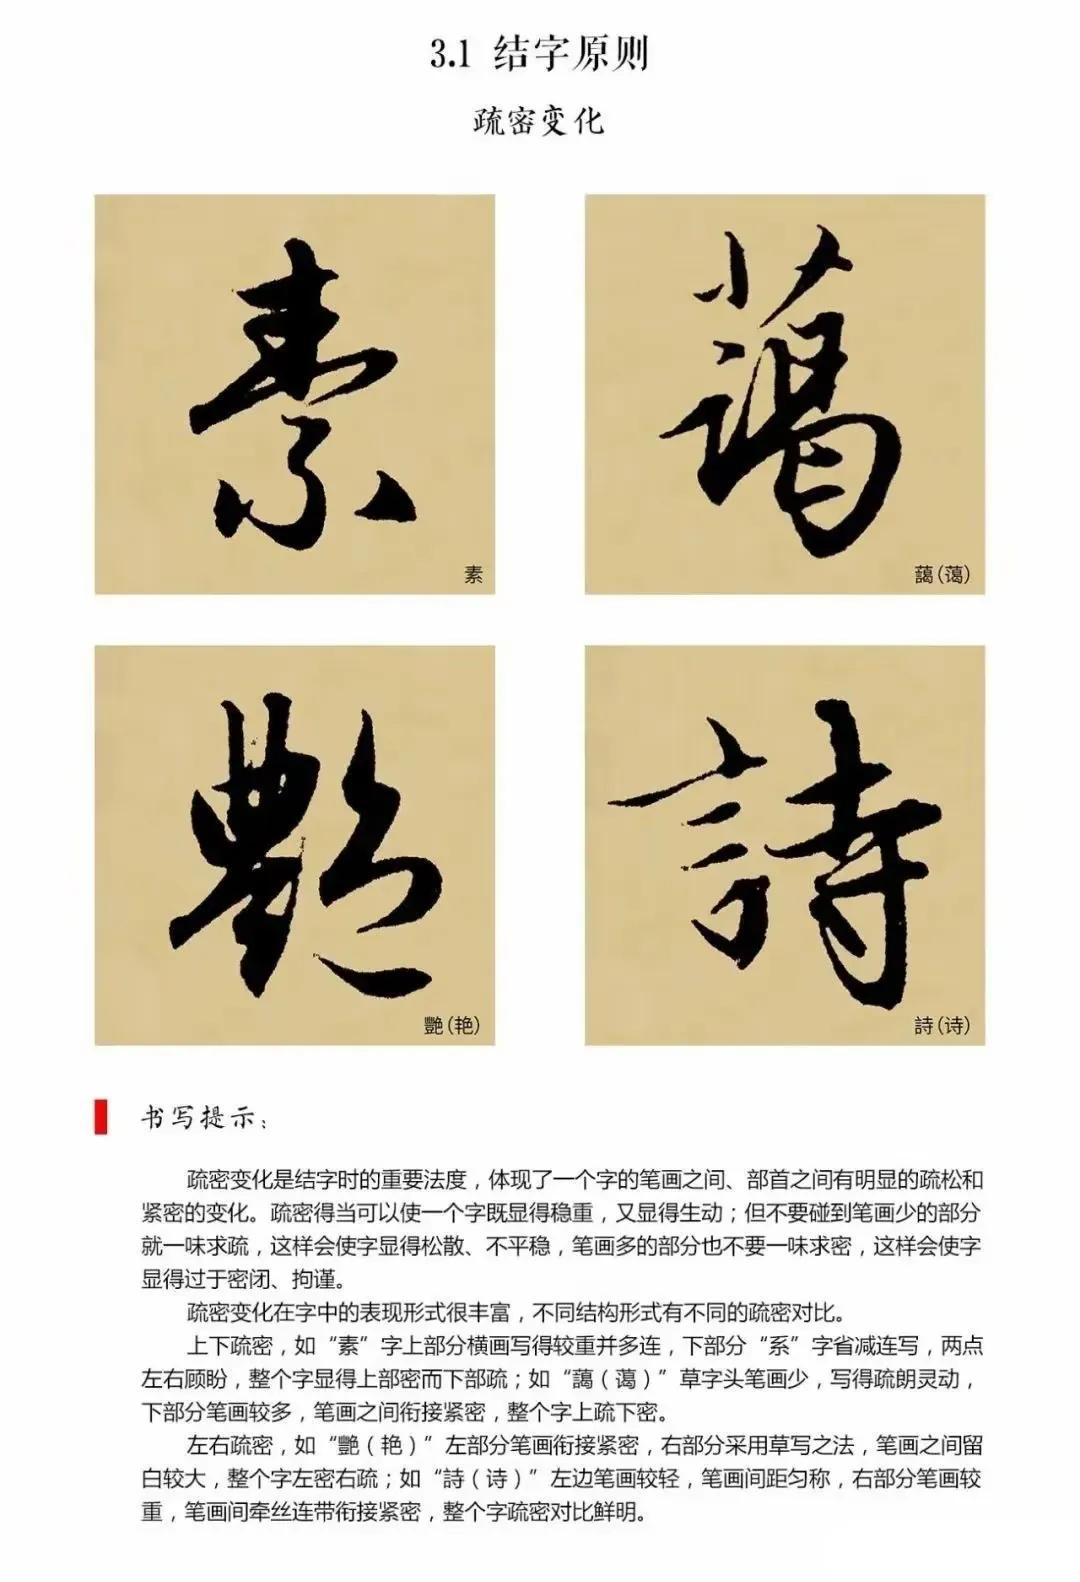 3.1 结字原则
疏密变化
素
藹
素
藹(蔼)
艷
詩
豔(艳)
詩(诗)
书写提示:
疏密变化是结字时的重要法度，体现了一个字的笔画之间、部首之间有明显的疏松和
紧密的变化。疏密得当可以使一个字既显得稳重，又显得生动；但不要碰到笔画少的部分
就一味求疏，这样会使字显得松散、不平稳，笔画多的部分也不要一味求密，这样会使字
显得过于密闭、拘谨。
疏密变化在字中的表现形式很丰富，不同结构形式有不同的疏密对比。
上下疏密，如“素”字上部分横画写得较重并多连，下部分“系”字省减连写，两点
左右顾盼，整个字显得上部密而下部疏；如“藹（蔼）”草字头笔画少，写得疏朗灵动，
下部分笔画较多，笔画之间衔接紧密，整个字上疏下密。
左右疏密，如“艷（艳）”左部分笔画衔接紧密，右部分采用草写之法，笔画之间留
白较大，整个字左密右疏；如“詩（诗）”左边笔画较轻，笔画间距匀称，右部分笔画较
重，笔画间牵丝连带衔接紧密，整个字疏密对比鲜明。